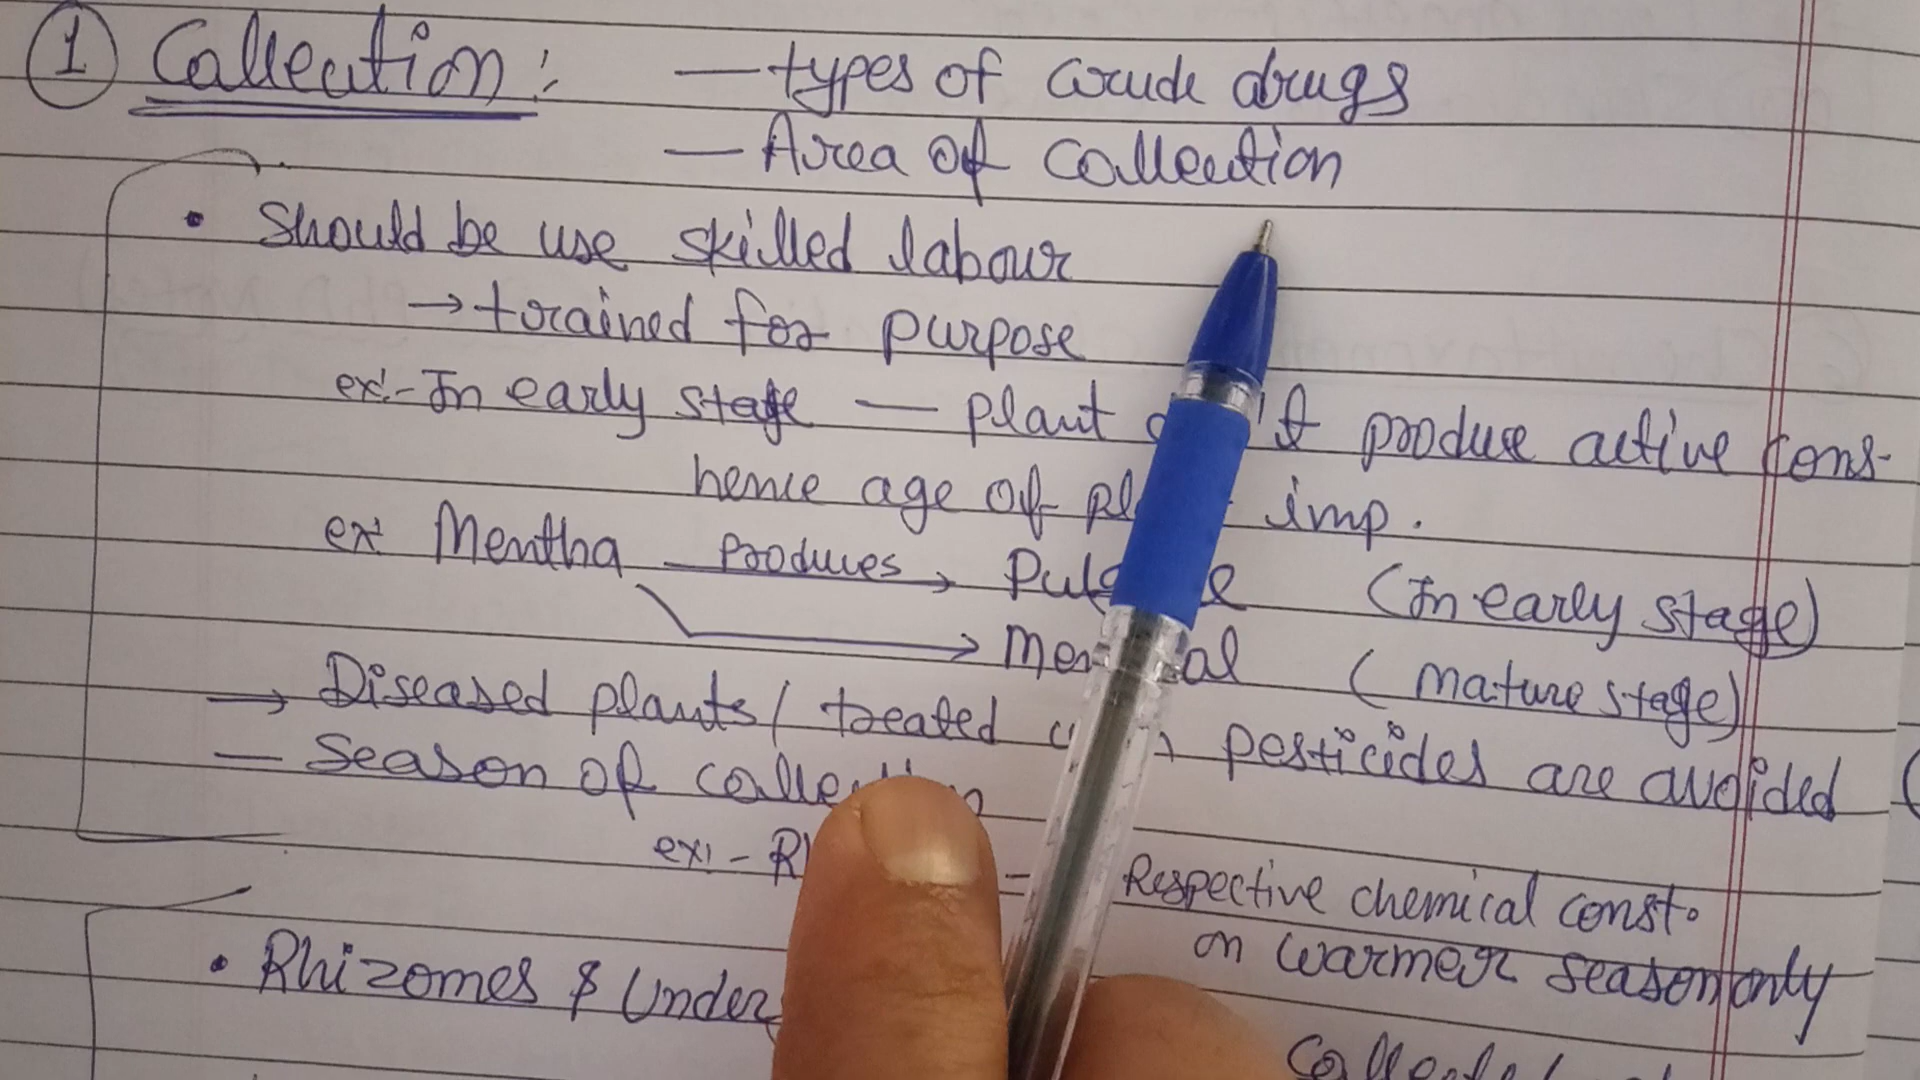 ① Collection :- — types of crude drugs
— Area of Collection
• Should be use skilled labour
→ trained for purpose
ex:- In early stage — plant produce active Cons-
hence age of imp.
ex: Mentha produces → (In early stage)
→ (mature stage)
→ Diseased plants / treated pesticides are avoided
— Season of
ex:- Respective chemical const.
on warmer season only
• Rhizomes & Under